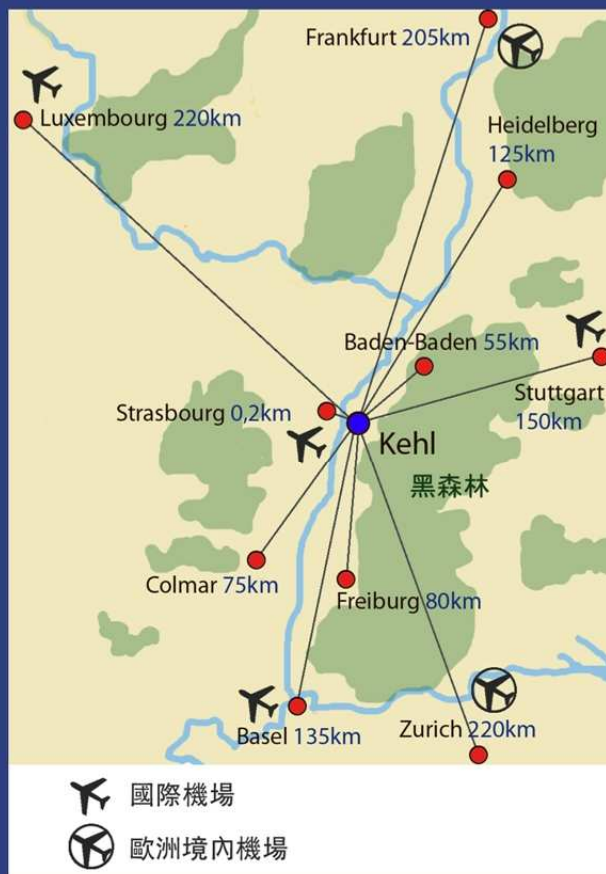 Frankfurt 205km
Luxembourg 220km
Heidelberg
125km
Baden-Baden 55km
Stuttgart
150km
Strasbourg 0,2km
Kehl
黑森林
Colmar 75km
Freiburg 80km
Basel 135km
Zurich 220km
國際機場
歐洲境內機場